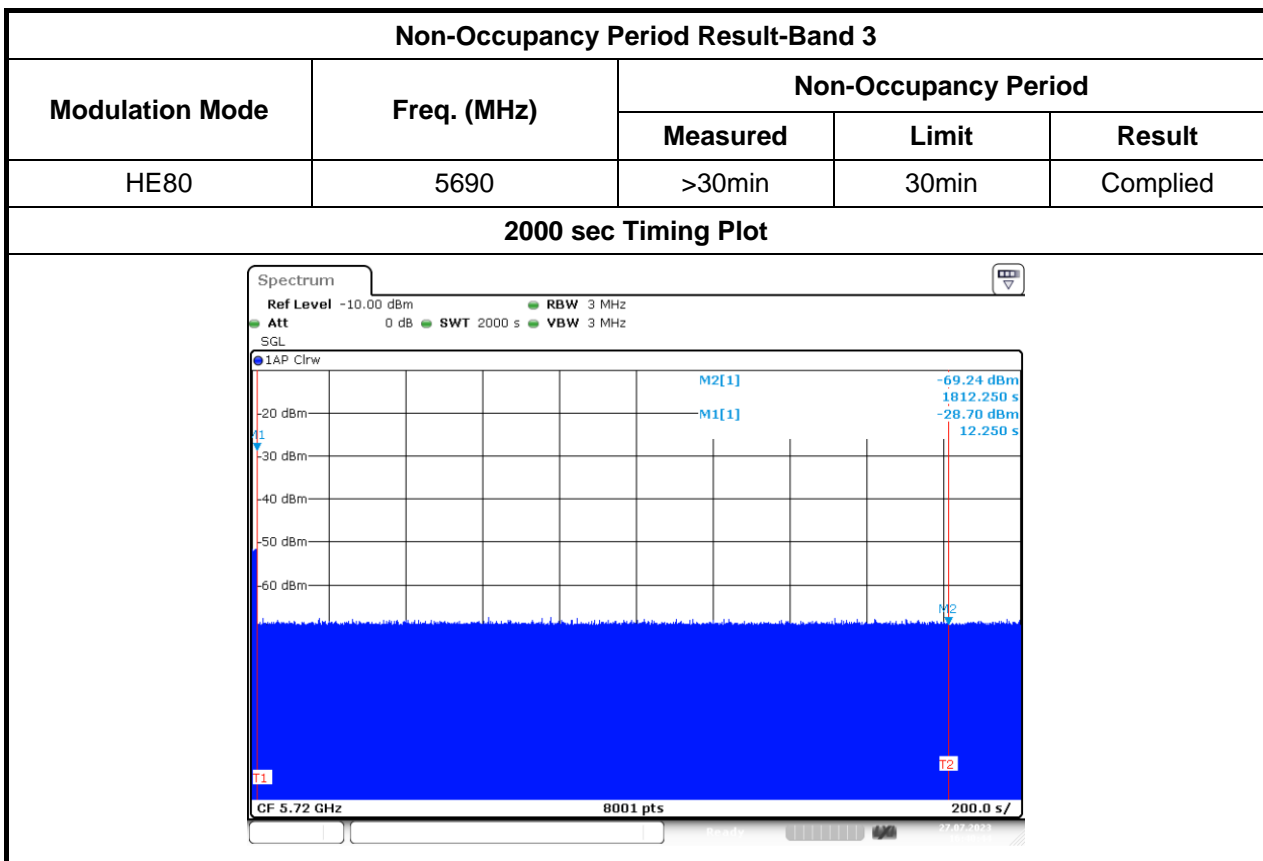 Non-Occupancy Period Result-Band 3
Modulation Mode Freq. (MHz) Non-Occupancy Period
Measured Limit Result
HE80 5690 >30min 30min Complied
2000 sec Timing Plot
Spectrum
Ref Level -10.00 dBm RBW 3 MHz
Att 0 dB SWT 2000 s VBW 3 MHz
SGL
1AP Clrw
M2[1] -69.24 dBm
1812.250 s
-20 dBm M1[1] -28.70 dBm
12.250 s
M1
-30 dBm
-40 dBm
-50 dBm
-60 dBm
M2
T2
T1
CF 5.72 GHz 8001 pts 200.0 s/
Ready 27.07.2023